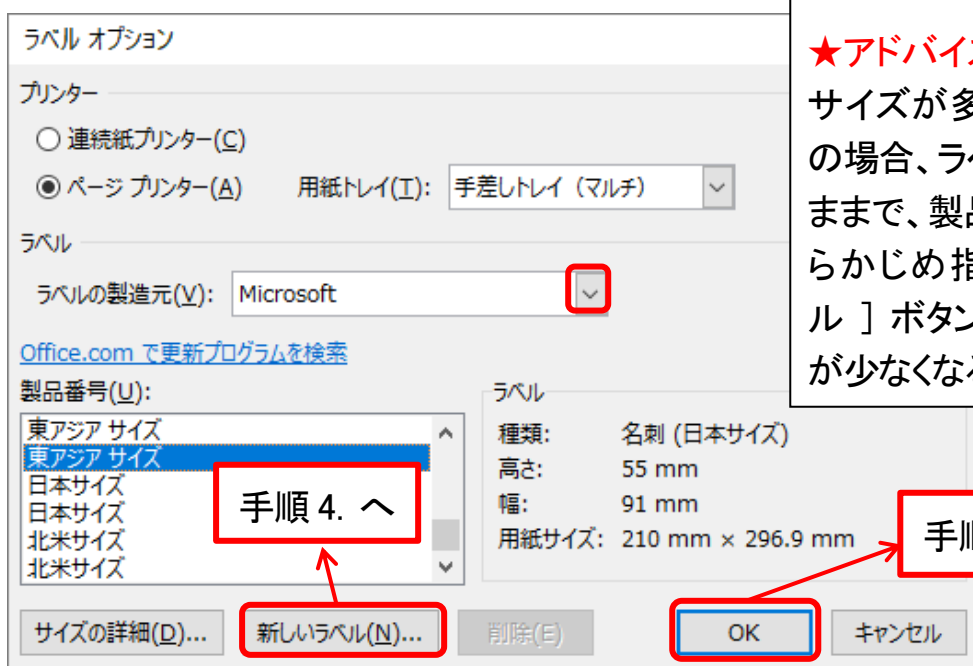 ラベル オプション
プリンター
連続紙プリンター(C)
ページ プリンター(A) 用紙トレイ(T): 手差しトレイ (マルチ)
ラベル
ラベルの製造元(V): Microsoft
Office.com で更新プログラムを検索
製品番号(U):
東アジア サイズ
東アジア サイズ
日本サイズ
日本サイズ
北米サイズ
北米サイズ
手順 4. へ
ラベル
種類: 名刺 (日本サイズ)
高さ: 55 mm
幅: 91 mm
用紙サイズ: 210 mm × 296.9 mm
サイズの詳細(D)... 新しいラベル(N)... 削除(E) OK キャンセル
★アドバイ
サイズが多
の場合、ラ
ままで、製
らかじめ指
ル ] ボタン
が少なくな
手